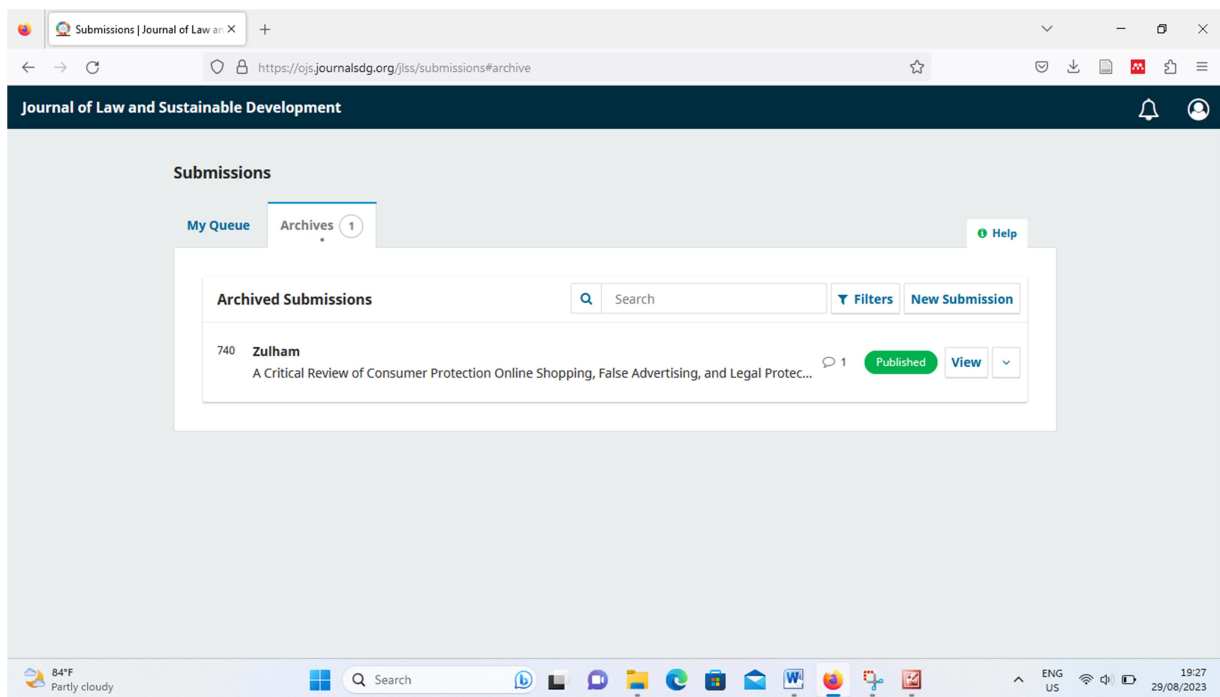 Submissions | Journal of Law an
https://ojs.journalsdg.org/jlss/submissions#archive
Journal of Law and Sustainable Development
Submissions
My Queue
Archives 1
Help
Archived Submissions
Search
Filters
New Submission
740 Zulham
A Critical Review of Consumer Protection Online Shopping, False Advertising, and Legal Protec...
1
Published
View
84°F
Partly cloudy
Search
ENG
US
19:27
29/08/2023